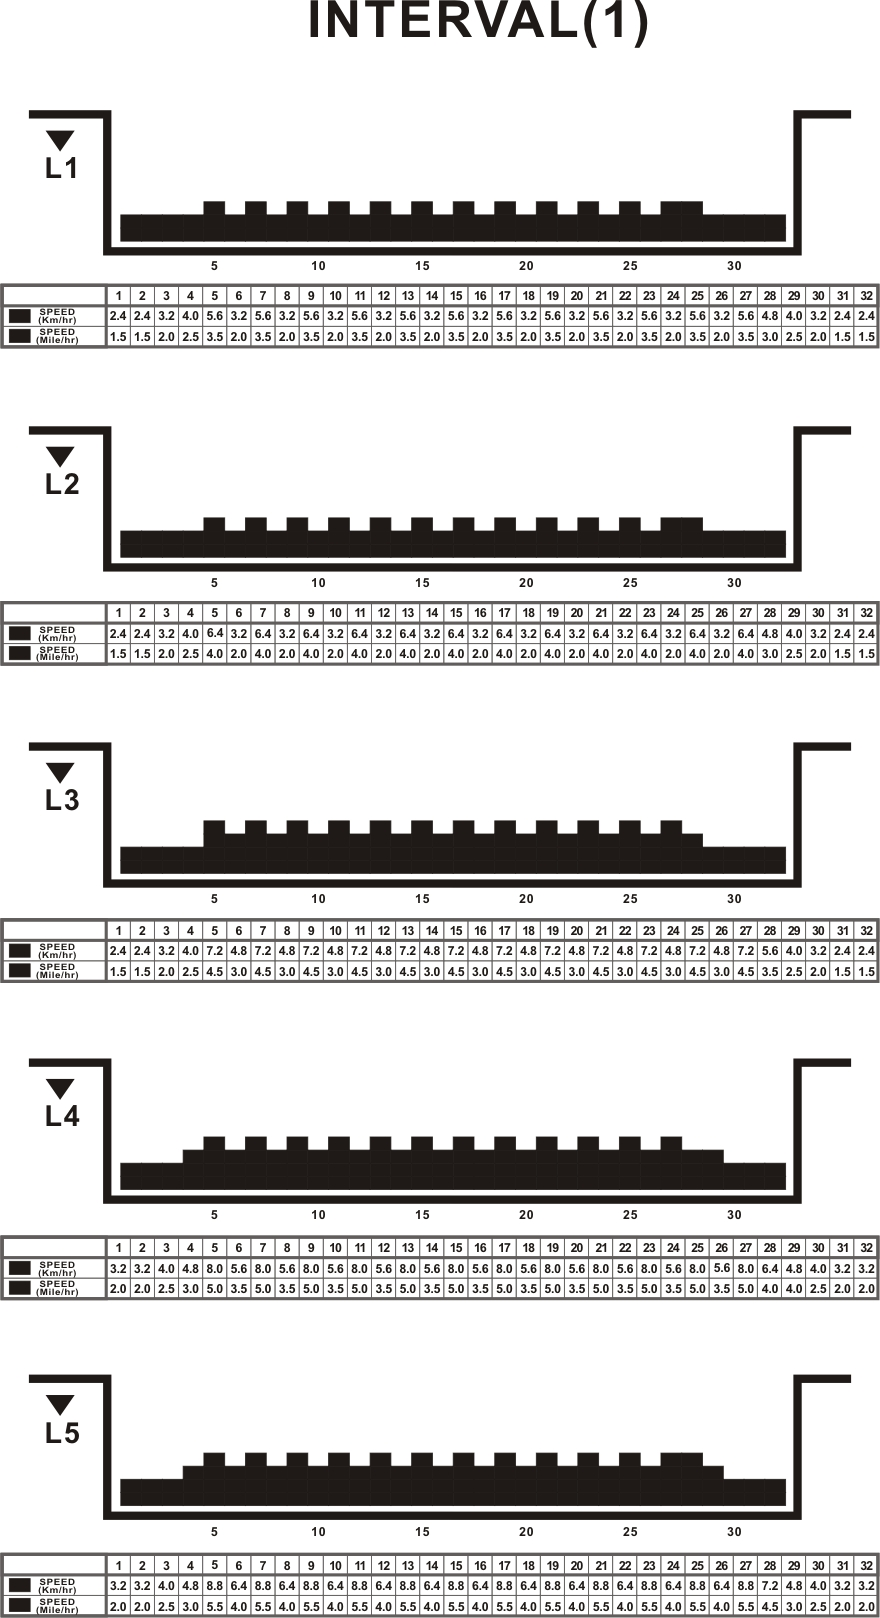 INTERVAL(1)
L1
5 10 15 20 25 30
1 2 3 4 5 6 7 8 9 10 11 12 13 14 15 16 17 18 19 20 21 22 23 24 25 26 27 28 29 30 31 32
SPEED (Km/hr) 2.4 2.4 3.2 4.0 5.6 3.2 5.6 3.2 5.6 3.2 5.6 3.2 5.6 3.2 5.6 3.2 5.6 3.2 5.6 3.2 5.6 3.2 5.6 3.2 5.6 3.2 5.6 4.8 4.0 3.2 2.4 2.4
SPEED (Mile/hr) 1.5 1.5 2.0 2.5 3.5 2.0 3.5 2.0 3.5 2.0 3.5 2.0 3.5 2.0 3.5 2.0 3.5 2.0 3.5 2.0 3.5 2.0 3.5 2.0 3.5 2.0 3.5 3.0 2.5 2.0 1.5 1.5
L2
5 10 15 20 25 30
1 2 3 4 5 6 7 8 9 10 11 12 13 14 15 16 17 18 19 20 21 22 23 24 25 26 27 28 29 30 31 32
SPEED (Km/hr) 2.4 2.4 3.2 4.0 6.4 3.2 6.4 3.2 6.4 3.2 6.4 3.2 6.4 3.2 6.4 3.2 6.4 3.2 6.4 3.2 6.4 3.2 6.4 3.2 6.4 3.2 6.4 4.8 4.0 3.2 2.4 2.4
SPEED (Mile/hr) 1.5 1.5 2.0 2.5 4.0 2.0 4.0 2.0 4.0 2.0 4.0 2.0 4.0 2.0 4.0 2.0 4.0 2.0 4.0 2.0 4.0 2.0 4.0 2.0 4.0 2.0 4.0 3.0 2.5 2.0 1.5 1.5
L3
5 10 15 20 25 30
1 2 3 4 5 6 7 8 9 10 11 12 13 14 15 16 17 18 19 20 21 22 23 24 25 26 27 28 29 30 31 32
SPEED (Km/hr) 2.4 2.4 3.2 4.0 7.2 4.8 7.2 4.8 7.2 4.8 7.2 4.8 7.2 4.8 7.2 4.8 7.2 4.8 7.2 4.8 7.2 4.8 7.2 4.8 7.2 4.8 7.2 5.6 4.0 3.2 2.4 2.4
SPEED (Mile/hr) 1.5 1.5 2.0 2.5 4.5 3.0 4.5 3.0 4.5 3.0 4.5 3.0 4.5 3.0 4.5 3.0 4.5 3.0 4.5 3.0 4.5 3.0 4.5 3.0 4.5 3.0 4.5 3.5 2.5 2.0 1.5 1.5
L4
5 10 15 20 25 30
1 2 3 4 5 6 7 8 9 10 11 12 13 14 15 16 17 18 19 20 21 22 23 24 25 26 27 28 29 30 31 32
SPEED (Km/hr) 3.2 3.2 4.0 4.8 8.0 5.6 8.0 5.6 8.0 5.6 8.0 5.6 8.0 5.6 8.0 5.6 8.0 5.6 8.0 5.6 8.0 5.6 8.0 5.6 8.0 5.6 8.0 6.4 4.8 4.0 3.2 3.2
SPEED (Mile/hr) 2.0 2.0 2.5 3.0 5.0 3.5 5.0 3.5 5.0 3.5 5.0 3.5 5.0 3.5 5.0 3.5 5.0 3.5 5.0 3.5 5.0 3.5 5.0 3.5 5.0 3.5 5.0 4.0 4.0 2.5 2.0 2.0
L5
5 10 15 20 25 30
1 2 3 4 5 6 7 8 9 10 11 12 13 14 15 16 17 18 19 20 21 22 23 24 25 26 27 28 29 30 31 32
SPEED (Km/hr) 3.2 3.2 4.0 4.8 8.8 6.4 8.8 6.4 8.8 6.4 8.8 6.4 8.8 6.4 8.8 6.4 8.8 6.4 8.8 6.4 8.8 6.4 8.8 6.4 8.8 6.4 8.8 7.2 4.8 4.0 3.2 3.2
SPEED (Mile/hr) 2.0 2.0 2.5 3.0 5.5 4.0 5.5 4.0 5.5 4.0 5.5 4.0 5.5 4.0 5.5 4.0 5.5 4.0 5.5 4.0 5.5 4.0 5.5 4.0 5.5 4.0 5.5 4.5 3.0 2.5 2.0 2.0